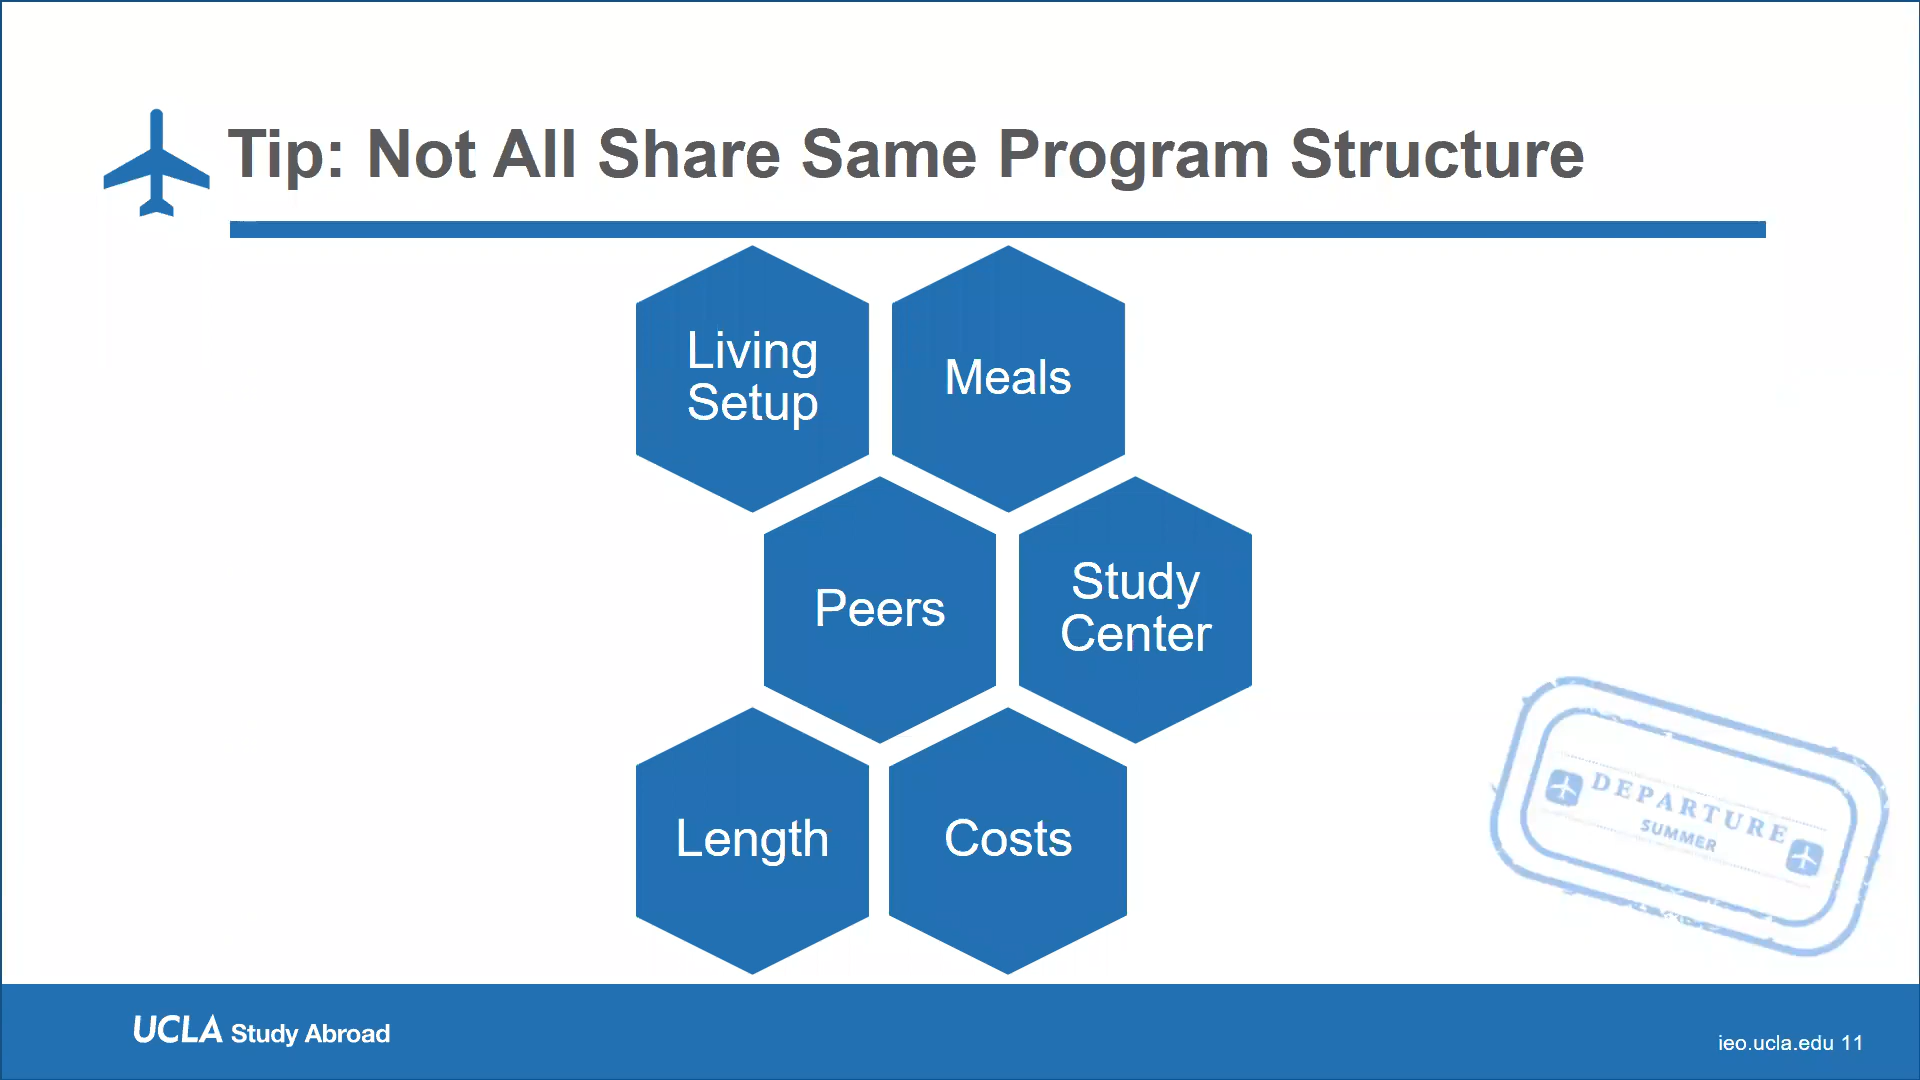 Tip: Not All Share Same Program Structure
Living
Setup
Meals
Peers
Study
Center
Length
Costs
DEPARTURE
SUMMER
UCLA Study Abroad
ieo.ucla.edu 11